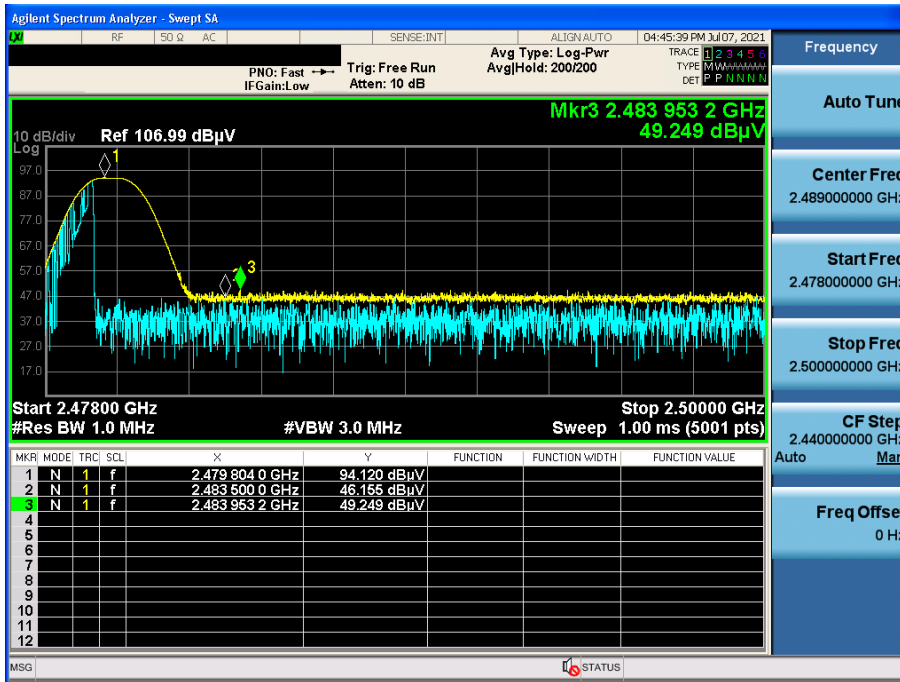 Agilent Spectrum Analyzer - Swept SA
LXI RF 50 Ω AC SENSE:INT ALIGN AUTO 04:45:39 PM Jul 07, 2021
PNO: Fast Trig: Free Run Avg Type: Log-Pwr TRACE 1 2 3 4 5 6
IFGain:Low Atten: 10 dB Avg|Hold: 200/200 TYPE MWWWWW
DET P P N N N N
Mkr3 2.483 953 2 GHz
49.249 dBµV
10 dB/div Ref 106.99 dBµV
Log
97.0
87.0
77.0
67.0
57.0
47.0
37.0
27.0
17.0
1
3
Start 2.47800 GHz Stop 2.50000 GHz
#Res BW 1.0 MHz #VBW 3.0 MHz Sweep 1.00 ms (5001 pts)
MKR MODE TRC SCL X Y FUNCTION FUNCTION WIDTH FUNCTION VALUE
1 N 1 f 2.479 804 0 GHz 94.120 dBµV
2 N 1 f 2.483 500 0 GHz 46.155 dBµV
3 N 1 f 2.483 953 2 GHz 49.249 dBµV
4
5
6
7
8
9
10
11
12
MSG STATUS
Frequency
Auto Tune
Center Freq
2.489000000 GHz
Start Freq
2.478000000 GHz
Stop Freq
2.500000000 GHz
CF Step
2.440000000 GHz
Auto Man
Freq Offset
0 Hz